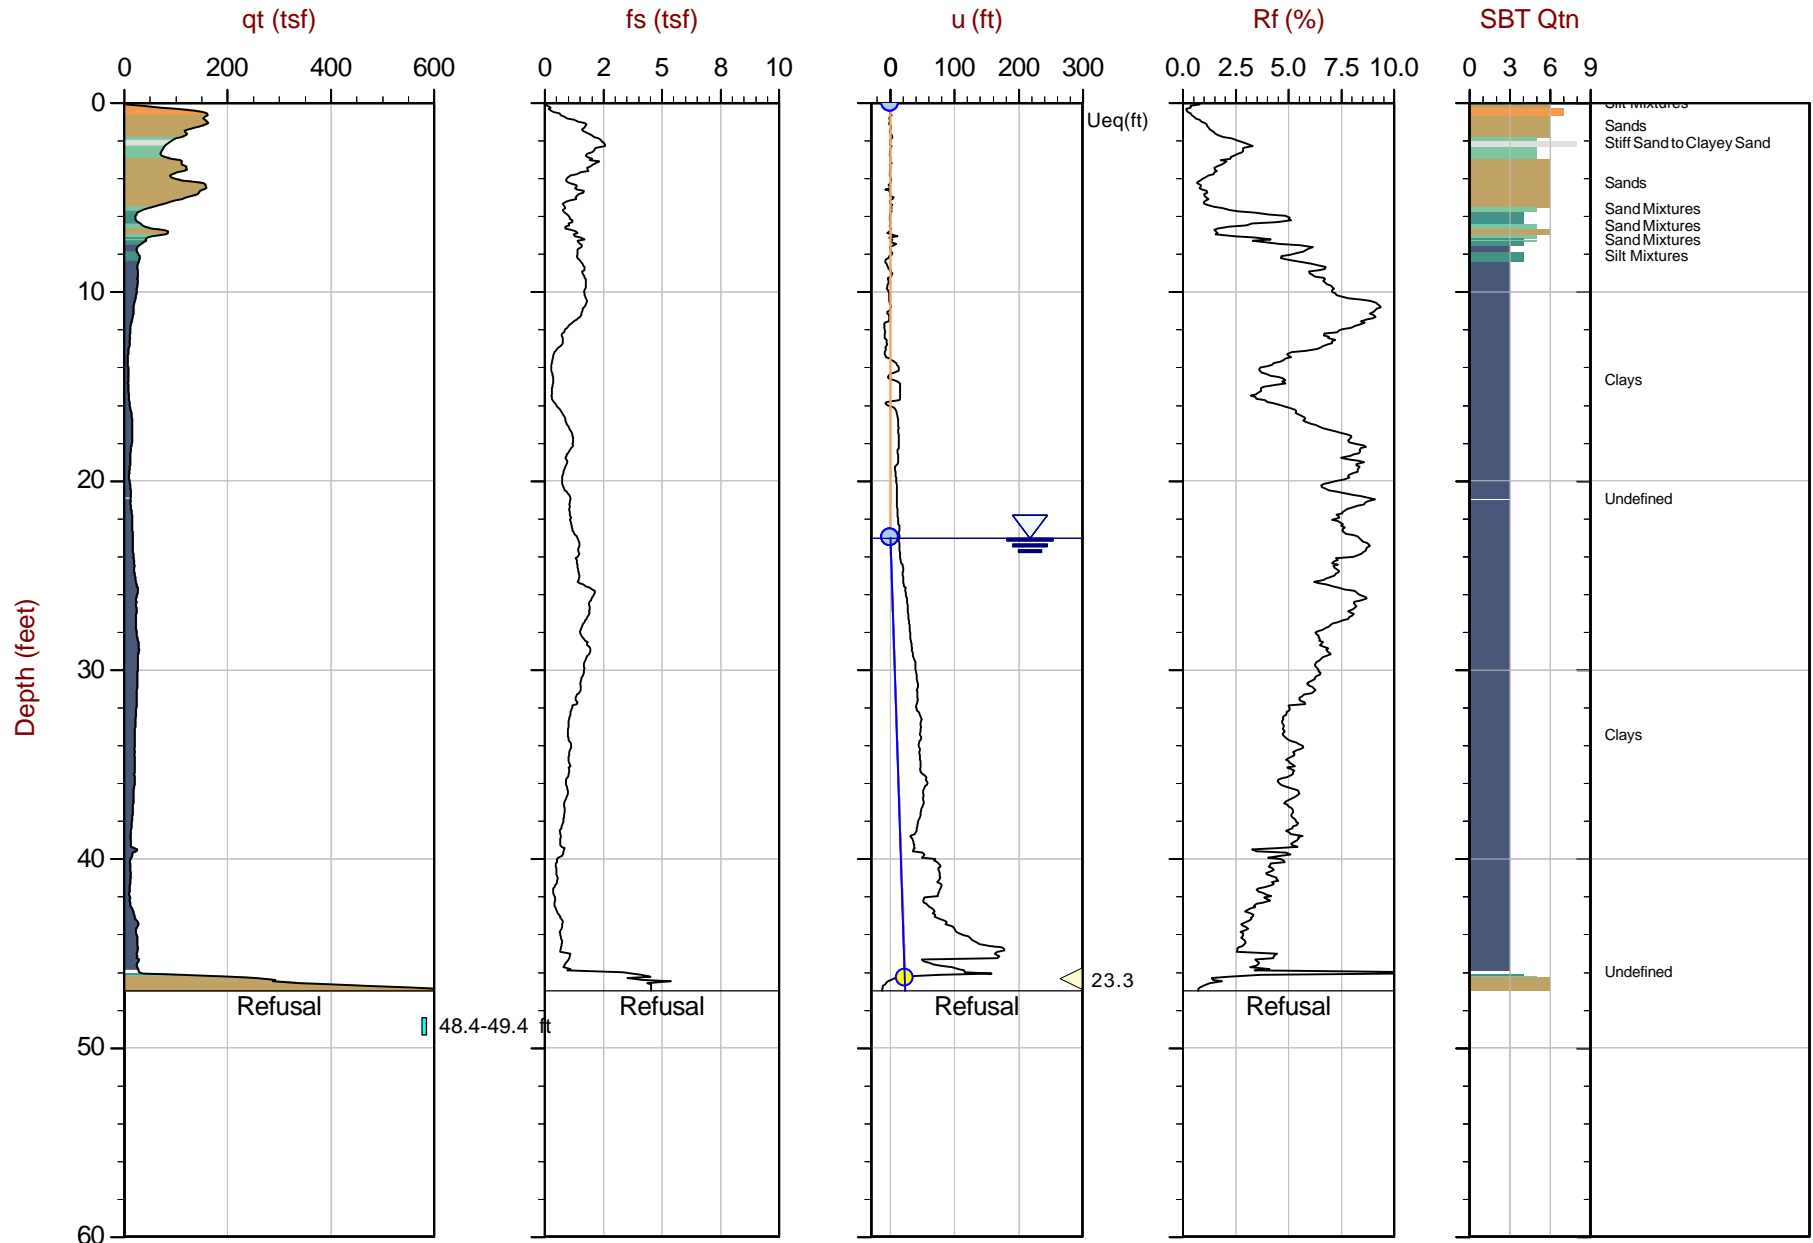 qt (tsf)
fs (tsf)
u (ft)
Rf (%)
SBT Qtn
0 200 400 600
0 2 5 8 10
0 100 200 300
0.0 2.5 5.0 7.5 10.0
0 3 6 9
0
10
20
30
40
50
60
Depth (feet)
Ueq(ft)
Silt Mixtures
Sands
Stiff Sand to Clayey Sand
Sands
Sand Mixtures
Sand Mixtures
Sand Mixtures
Silt Mixtures
Clays
Undefined
Clays
Undefined
23.3
Refusal
Refusal
Refusal
Refusal
48.4-49.4 ft